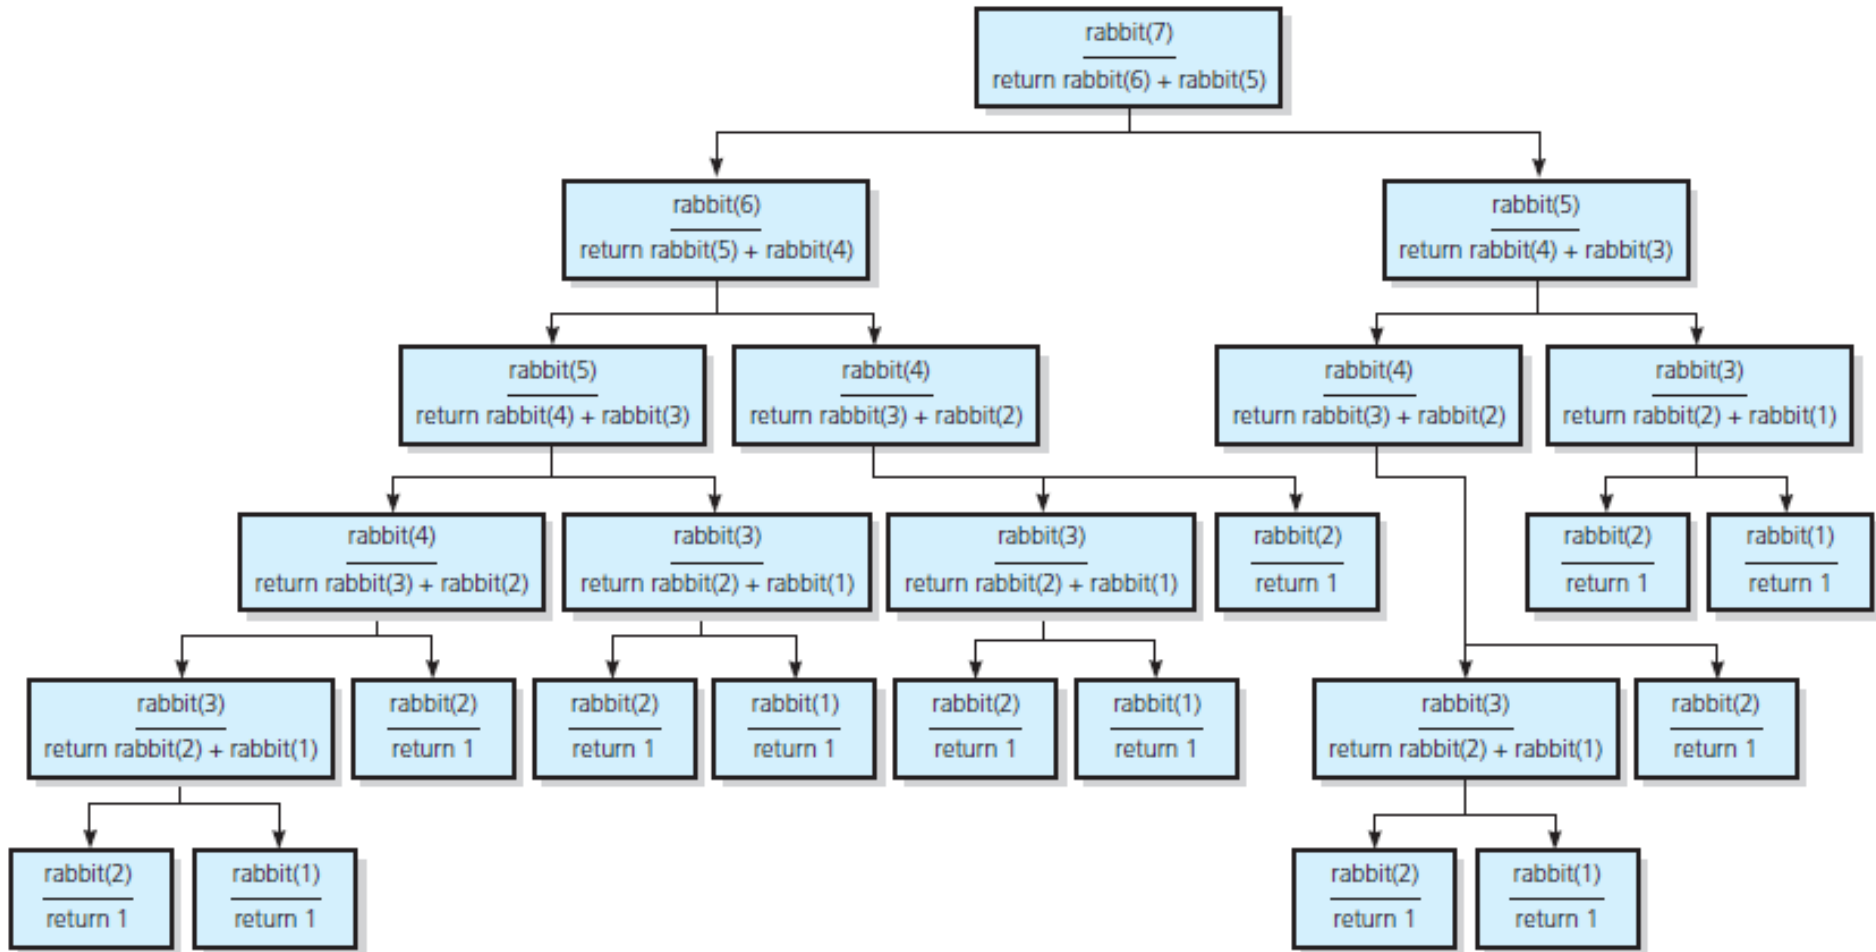 rabbit(7)
return rabbit(6) + rabbit(5)
rabbit(6)
return rabbit(5) + rabbit(4)
rabbit(5)
return rabbit(4) + rabbit(3)
rabbit(5)
return rabbit(4) + rabbit(3)
rabbit(4)
return rabbit(3) + rabbit(2)
rabbit(4)
return rabbit(3) + rabbit(2)
rabbit(3)
return rabbit(2) + rabbit(1)
rabbit(4)
return rabbit(3) + rabbit(2)
rabbit(3)
return rabbit(2) + rabbit(1)
rabbit(3)
return rabbit(2) + rabbit(1)
rabbit(2)
return 1
rabbit(2)
return 1
rabbit(1)
return 1
rabbit(3)
return rabbit(2) + rabbit(1)
rabbit(2)
return 1
rabbit(2)
return 1
rabbit(1)
return 1
rabbit(2)
return 1
rabbit(1)
return 1
rabbit(3)
return rabbit(2) + rabbit(1)
rabbit(2)
return 1
rabbit(2)
return 1
rabbit(1)
return 1
rabbit(2)
return 1
rabbit(1)
return 1